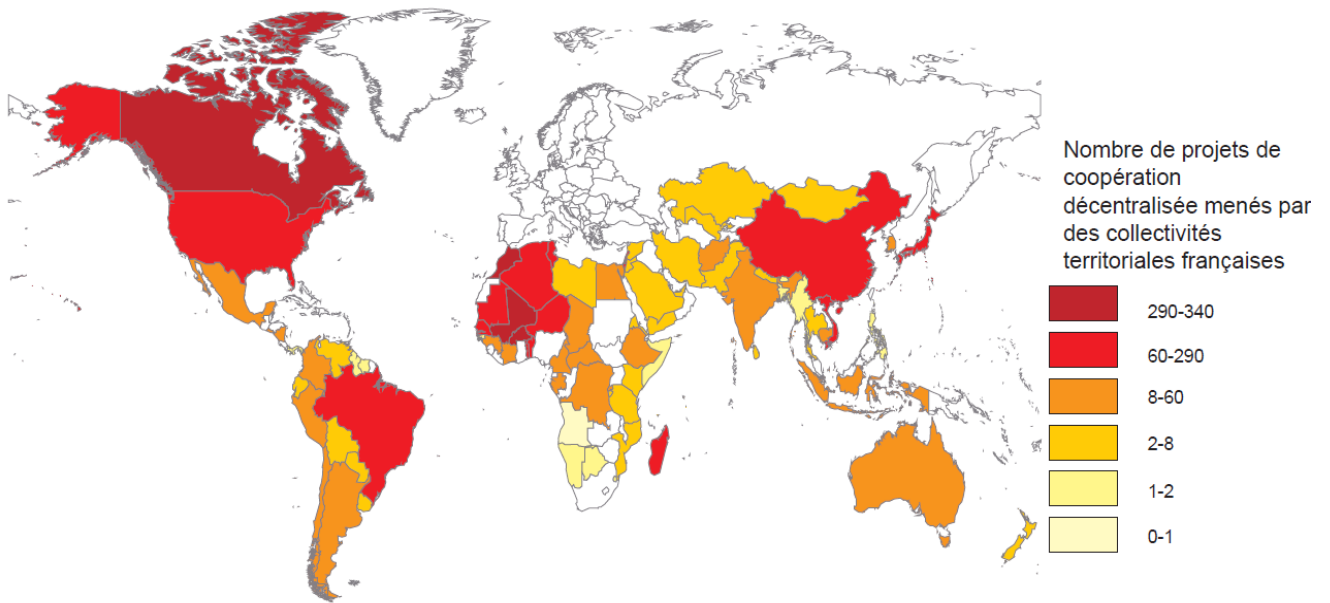 Nombre de projets de
coopération
décentralisée menés par
des collectivités
territoriales françaises
290-340
60-290
8-60
2-8
1-2
0-1